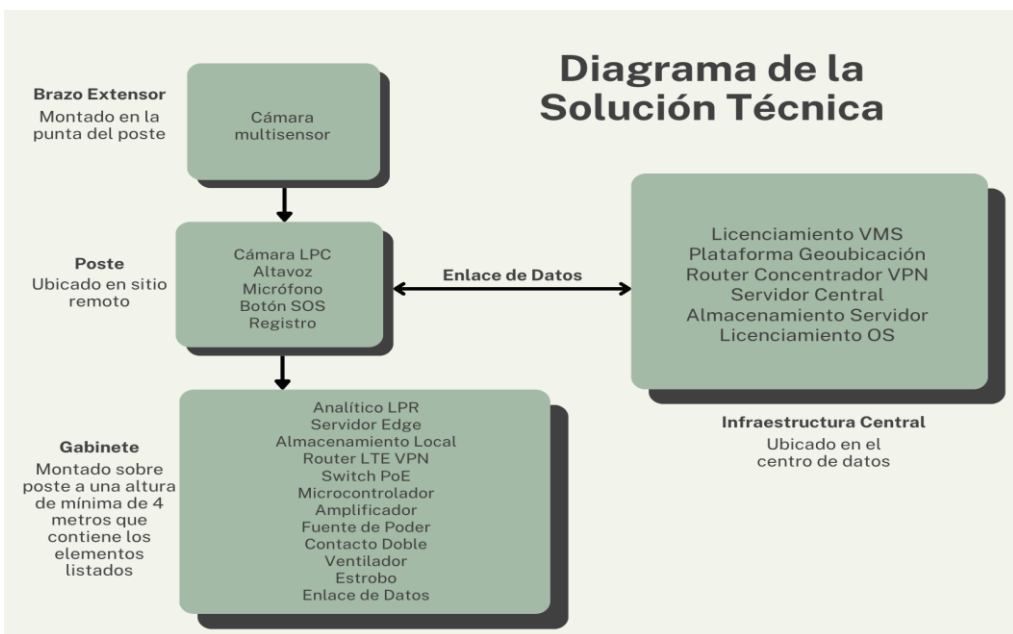 Diagrama de la
Solución Técnica
Brazo Extensor
Montado en la
punta del poste
Cámara
multisensor
Poste
Ubicado en sitio
remoto
Cámara LPC
Altavoz
Micrófono
Botón SOS
Registro
Enlace de Datos
Licenciamiento VMS
Plataforma Geoubicación
Router Concentrador VPN
Servidor Central
Almacenamiento Servidor
Licenciamiento OS
Infraestructura Central
Ubicado en el
centro de datos
Gabinete
Montado sobre
poste a una altura
de mínima de 4
metros que
contiene los
elementos
listados
Analítico LPR
Servidor Edge
Almacenamiento Local
Router LTE VPN
Switch PoE
Microcontrolador
Amplificador
Fuente de Poder
Contacto Doble
Ventilador
Estrobo
Enlace de Datos